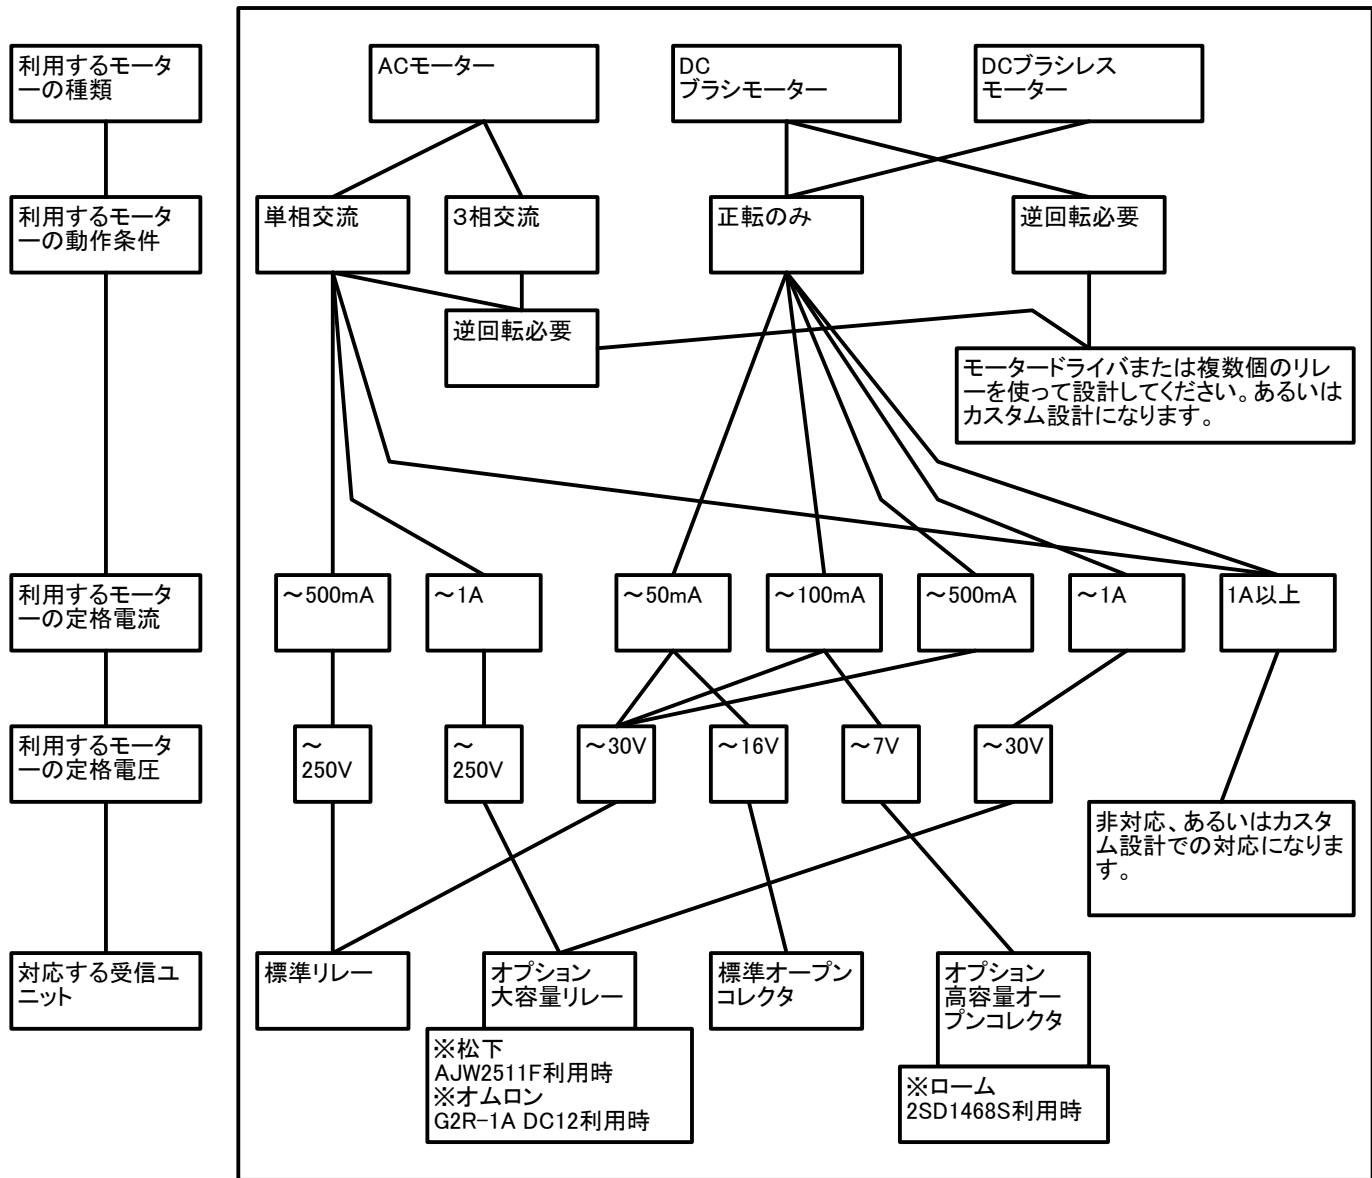 利用するモータ
ーの種類
ACモーター
DC
ブラシモーター
DCブラシレス
モーター
利用するモータ
ーの動作条件
単相交流
3相交流
正転のみ
逆回転必要
逆回転必要
モータードライバまたは複数個のリレ
ーを使って設計してください。あるいは
カスタム設計になります。
利用するモータ
ーの定格電流
～500mA
～1A
～50mA
～100mA
～500mA
～1A
1A以上
利用するモータ
ーの定格電圧
～
250V
～
250V
～30V
～16V
～7V
～30V
非対応、あるいはカスタ
ム設計での対応になりま
す。
対応する受信ユ
ニット
標準リレー
オプション
大容量リレー
標準オープン
コレクタ
オプション
高容量オー
プンコレクタ
※松下
AJW2511F利用時
※オムロン
G2R-1A DC12利用時
※ローム
2SD1468S利用時